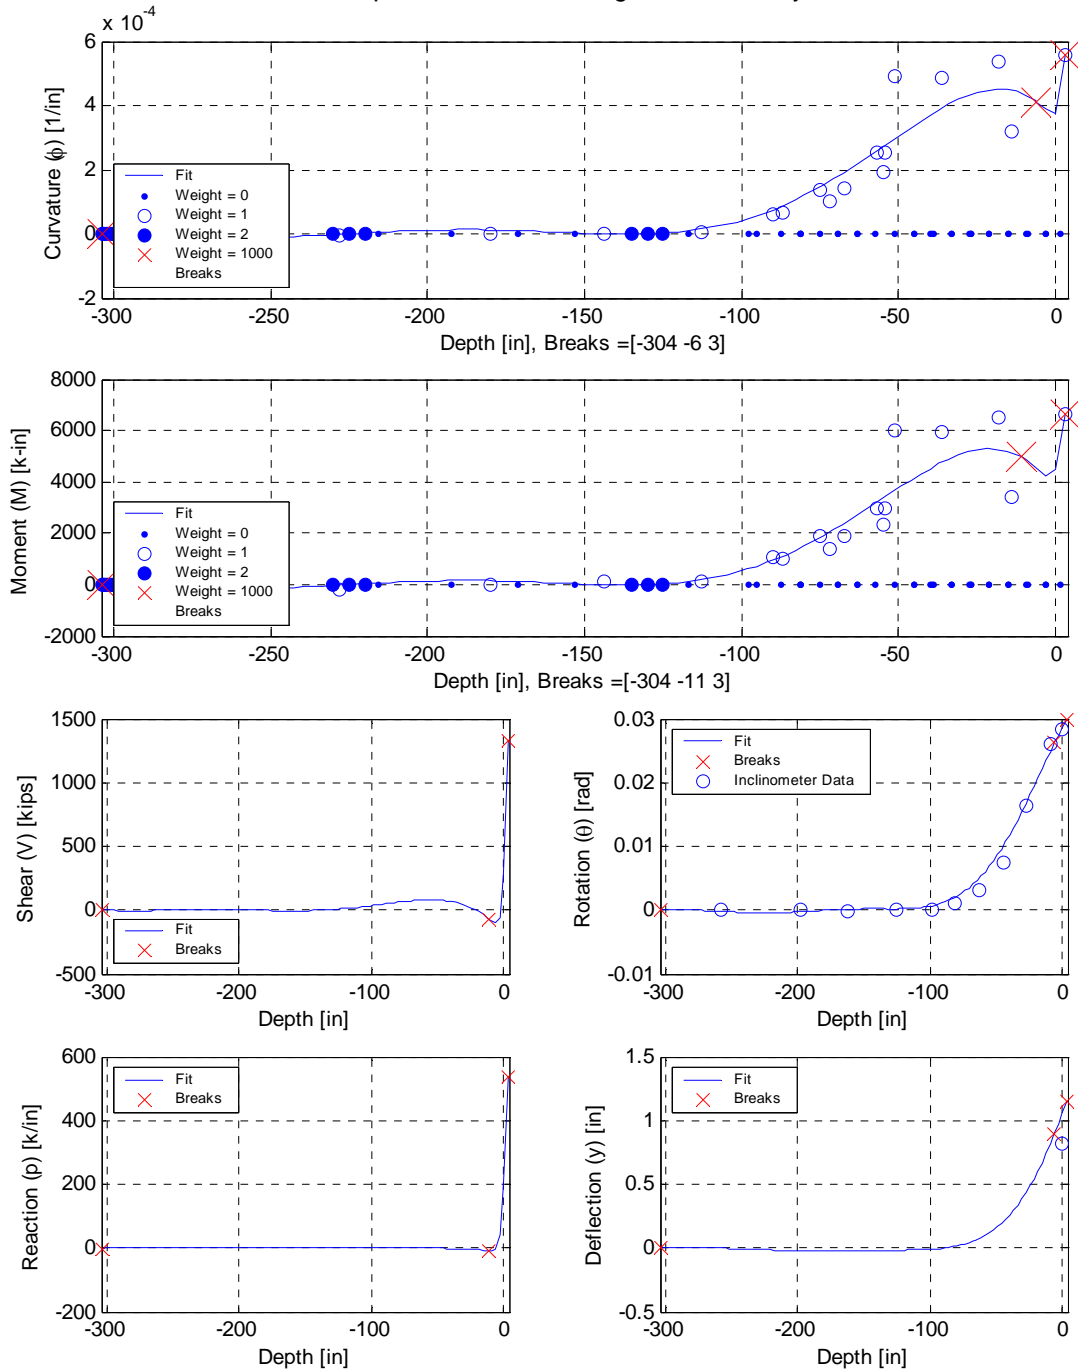 x 10^-4
6
4
2
0
-2
Curvature (ϕ) [1/in]
Fit
Weight = 0
Weight = 1
Weight = 2
Weight = 1000
Breaks
-300
-250
-200
-150
-100
-50
0
Depth [in], Breaks =[-304 -6 3]
8000
6000
4000
2000
0
-2000
Moment (M) [k-in]
Fit
Weight = 0
Weight = 1
Weight = 2
Weight = 1000
Breaks
-300
-250
-200
-150
-100
-50
0
Depth [in], Breaks =[-304 -11 3]
1500
1000
500
0
-500
Shear (V) [kips]
Fit
Breaks
-300
-200
-100
0
Depth [in]
0.03
0.02
0.01
0
-0.01
Rotation (θ) [rad]
Fit
Breaks
Inclinometer Data
-300
-200
-100
0
Depth [in]
600
400
200
0
-200
Reaction (p) [k/in]
Fit
Breaks
-300
-200
-100
0
Depth [in]
1.5
1
0.5
0
-0.5
Deflection (y) [in]
Fit
Breaks
-300
-200
-100
0
Depth [in]